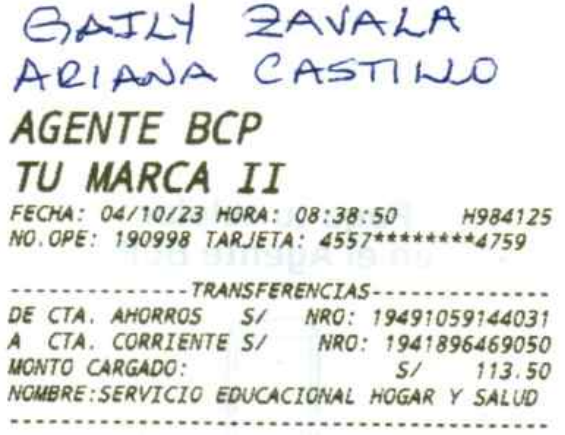 GAILY ZAVALA
ARIANA CASTILLO
AGENTE BCP
TU MARCA II
FECHA: 04/10/23 HORA: 08:38:50 H984125
NO.OPE: 190998 TARJETA: 4557********4759
--------------TRANSFERENCIAS--------------
DE CTA. AHORROS S/ NRO: 19491059144031
A CTA. CORRIENTE S/ NRO: 1941896469050
MONTO CARGADO: S/ 113.50
NOMBRE:SERVICIO EDUCACIONAL HOGAR Y SALUD
------------------------------------------